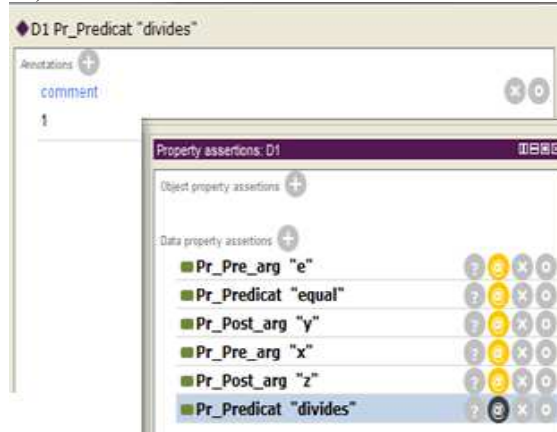 D1 Pr_Predicat "divides"
Annotations
comment
1
Property assertions: D1
Object property assertions
Data property assertions
Pr_Pre_arg "e"
Pr_Predicat "equal"
Pr_Post_arg "y"
Pr_Pre_arg "x"
Pr_Post_arg "z"
Pr_Predicat "divides"